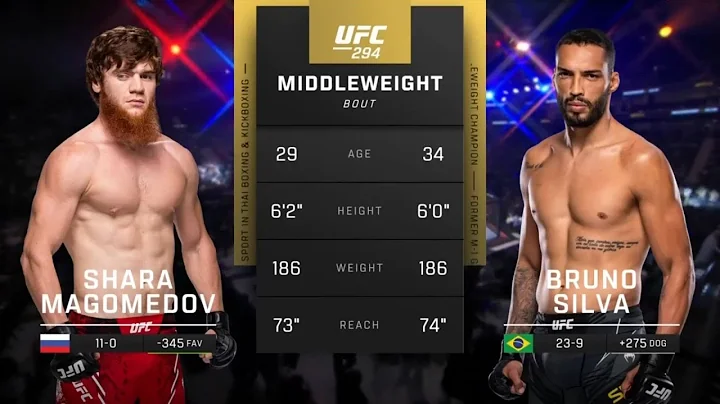 UFC
294
MIDDLEWEIGHT
BOUT
29 AGE 34
6'2" HEIGHT 6'0"
186 WEIGHT 186
73" REACH 74"
SPORT IN THAI BOXING & KICKBOXING
EWEIGHT CHAMPION
FORMER M-1 G
SHARA
MAGOMEDOV
UFC
11-0 -345 FAV
BRUNO
SILVA
UFC
23-9 +275 DOG
UFC
UFC